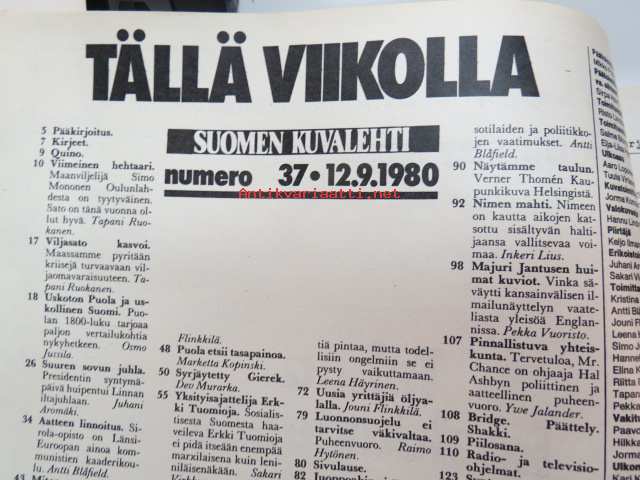 TÄLLÄ VIIKOLLA
SUOMEN KUVALEHTI
numero 37 • 12.9.1980
Antikvariaatti.net
5 Pääkirjoitus.
7 Kirjeet.
9 Quino.
10 Viimeinen hehtaari.
Maanviljelijä Simo
Mononen Oulunlah-
desta on tyytyväinen.
Sato on tänä vuonna ol-
lut hyvä. Tapani Ruo-
kanen.
17 Viljasato kasvoi.
Maassamme pyritään
kriisejä turvaavaan vil-
jaomavaraisuuteen. Ta-
pani Ruokanen.
18 Uskoton Puola ja us-
kollinen Suomi. Puo-
lan 1800-luku tarjoaa
paljon vertailukohtia
nykyhetkeen. Osmo
Jussila.
26 Suuren sovun juhla.
Presidentin syntymä-
päivä huipentui Linnan
iltajuhlaan. Juhani
Aromäki.
34 Aatteen linnoitus. Si-
rola-opisto on Länsi-
Euroopan ainoa kom-
munistien kaaderikou-
lu. Antti Blåfield.
Flinkkilä.
48 Puola etsii tasapainoa.
Marketta Kopinski.
50 Syrjäytetty Gierek.
Dev Murarka.
55 Yksityisajattelija Erk-
ki Tuomioja. Sosialis-
tisesta Suomesta haa-
veileva Erkki Tuomioja
ei pidä itseään enempää
marxilaisena kuin leni-
niläisenäkään. Sakari
tiä pintaa, mutta todel-
lisiin ongelmiin se ei
pysty vaikuttamaan.
Leena Häyrinen.
72 Uusia yrittäjiä öljya-
lalla. Jouni Flinkkilä.
79 Luonnonsuojelu ei
tarvitse väkivaltaa.
Puheenvuoro. Raimo
Hytönen.
80 Sivulause.
sotilaiden ja poliitikko-
jen vaatimukset. Antti
Blåfield.
90 Näytämme taulun.
Verner Thomén Kau-
punkikuva Helsingistä.
92 Nimen mahti. Nimeen
on kautta aikojen kat-
sottu sisältyvän halti-
jaansa vallitsevaa voi-
maa. Inkeri Lius.
98 Majuri Jantusen hui-
mat kuviot. Vinka sä-
väytti kansainvälisen il-
mailunäyttelyn vaate-
liasta yleisöä Englan-
nissa. Pekka Vuoristo.
107 Pinnallistuva yhteis-
kunta. Tervetuloa, Mr.
Chance on ohjaaja Hal
Ashbyn poliittinen ja
aatteellinen puheen-
vuoro. Ywe Jalander.
108 Bridge. Päättely.
Shakki.
109 Piilosana.
110 Radio- ja televisio-
ohjelmat.